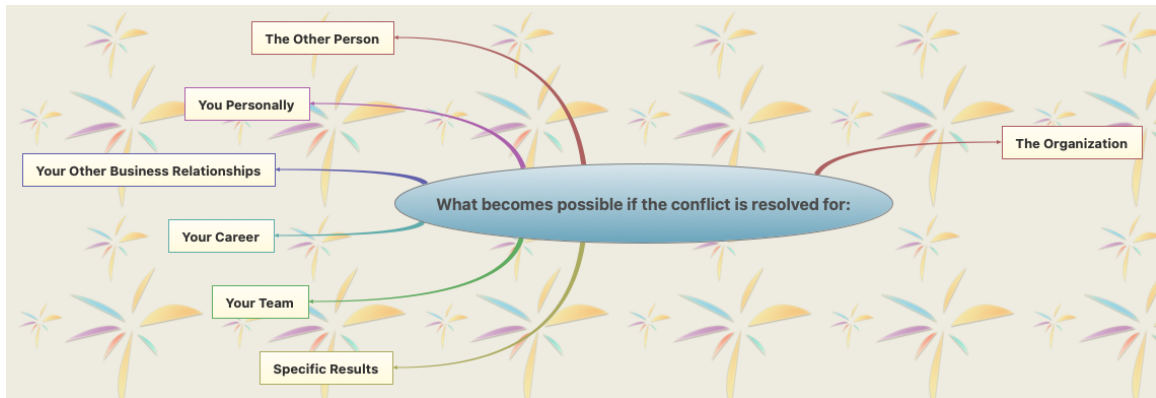 The Other Person
You Personally
The Organization
Your Other Business Relationships
What becomes possible if the conflict is resolved for:
Your Career
Your Team
Specific Results